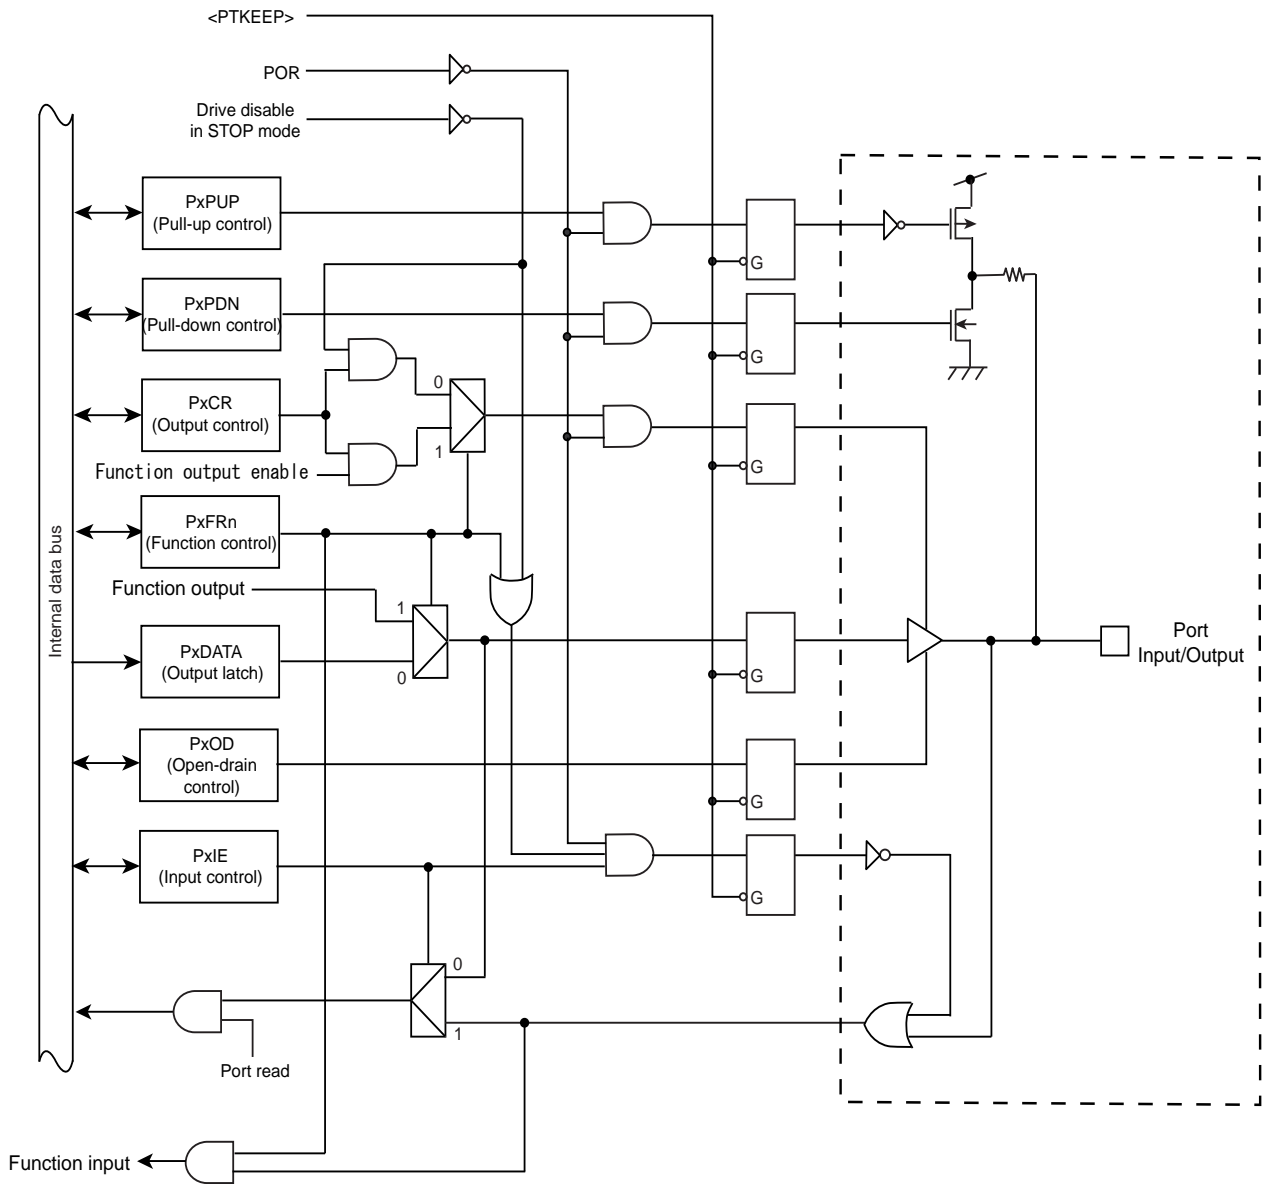 <PTKEEP>
POR
Drive disable
in STOP mode
PxPUP
(Pull-up control)
G
PxPDN
(Pull-down control)
G
PxCR
(Output control)
0
1
G
Function output enable
Internal data bus
PxFRn
(Function control)
Function output
1
0
PxDATA
(Output latch)
G
Port
Input/Output
PxOD
(Open-drain
control)
G
PxIE
(Input control)
G
0
1
Port read
Function input